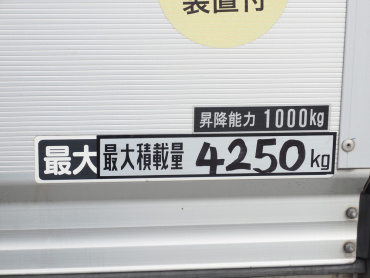 装置付
昇降能力 1000kg
最大 最大積載量 4250kg